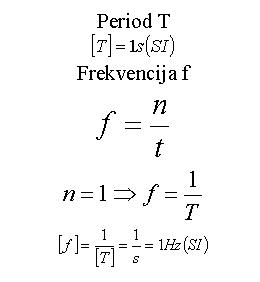 Period T
[T]=1s(SI)
Frekvencija f
f = n/t
n=1⇒f = 1/T
[f]= 1/[T] = 1/s = 1Hz(SI)